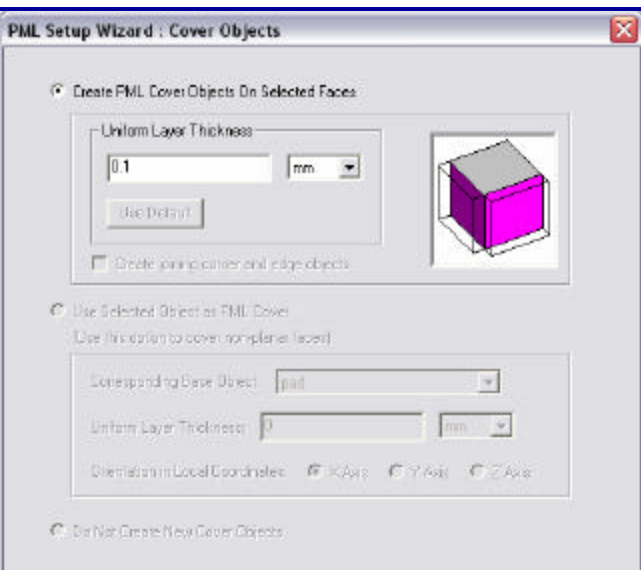 PML Setup Wizard : Cover Objects
Create PML Cover Objects On Selected Faces
Uniform Layer Thickness
0.1 mm
Use Default
Create joining corner and edge objects
Use Selected Object as PML Cover
(Use this option to cover non-planar faces)
Corresponding Base Object: pad
Uniform Layer Thickness: 0 mm
Orientation in Local Coordinates: X Axis Y Axis Z Axis
Do Not Create New Cover Objects